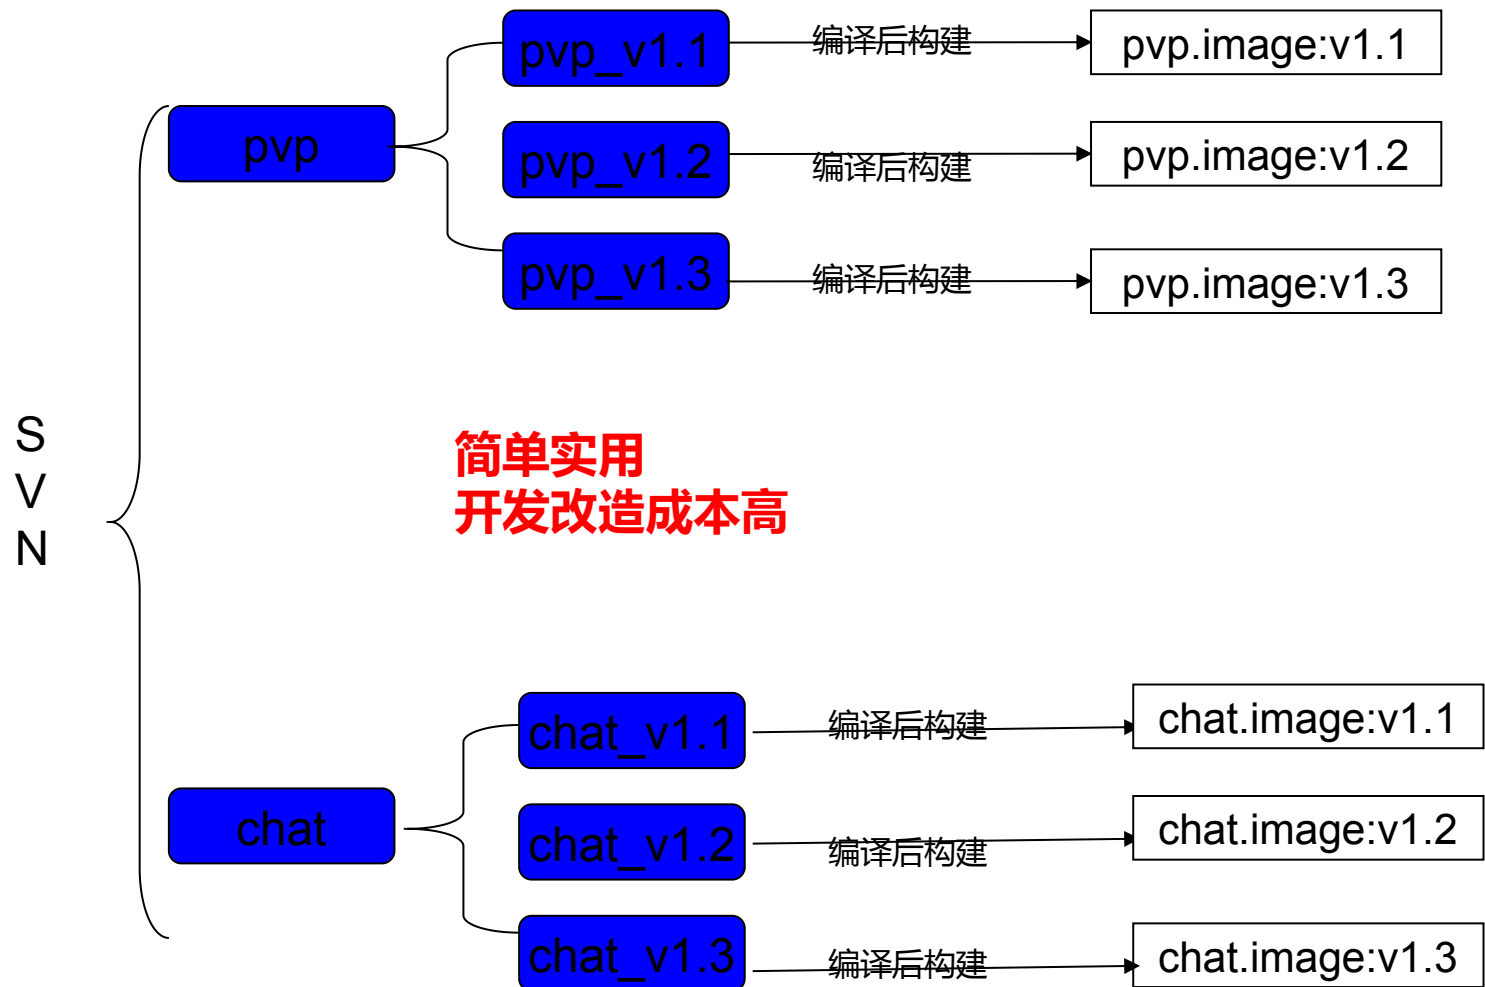 pvp_v1.1
编译后构建
pvp.image:v1.1
pvp
pvp_v1.2
编译后构建
pvp.image:v1.2
pvp_v1.3
编译后构建
pvp.image:v1.3
S
V
N
简单实用
开发改造成本高
chat_v1.1
编译后构建
chat.image:v1.1
chat
chat_v1.2
编译后构建
chat.image:v1.2
chat_v1.3
编译后构建
chat.image:v1.3